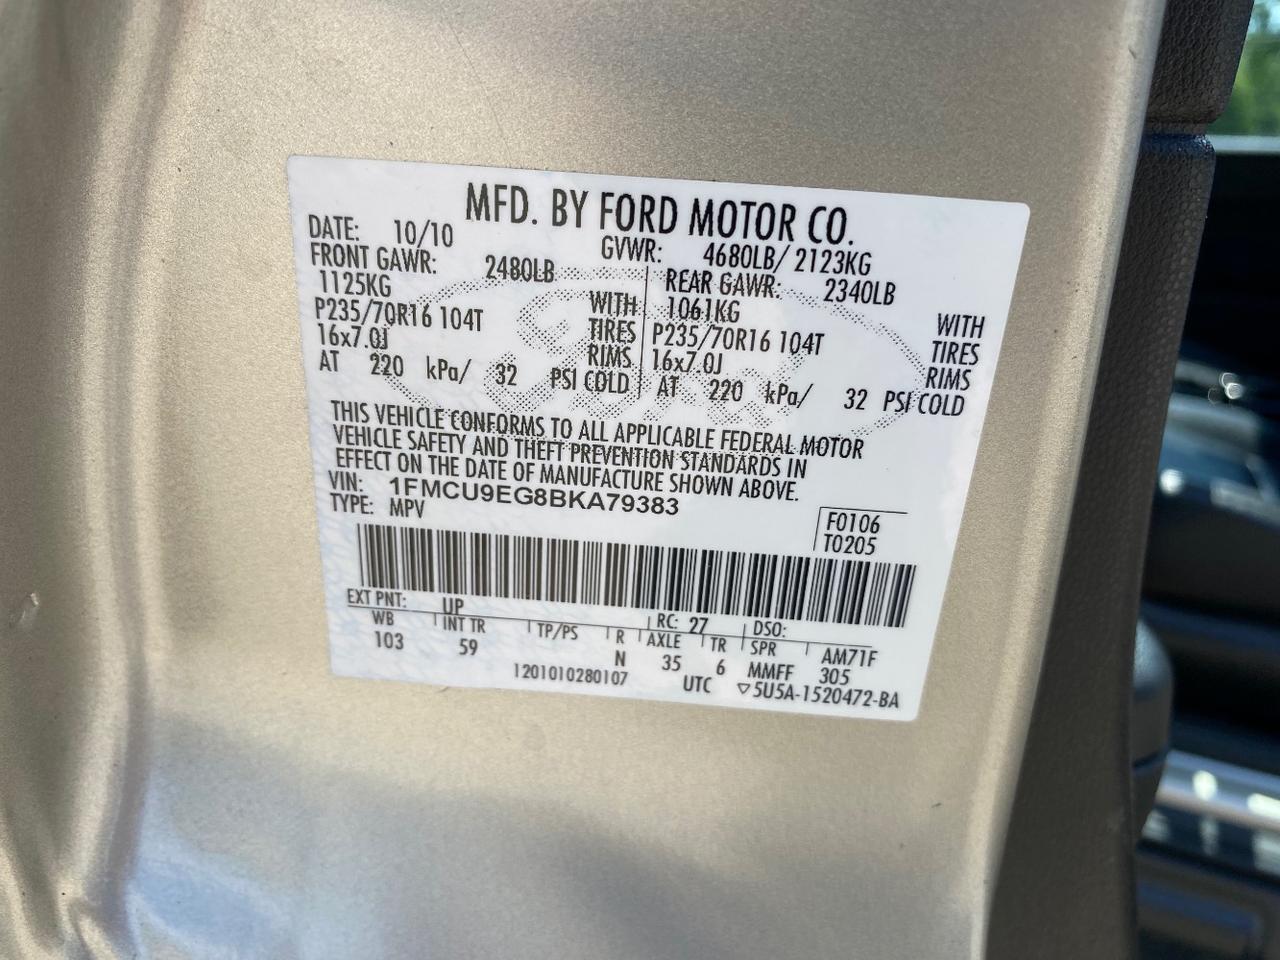 MFD. BY FORD MOTOR CO.
DATE: 10/10 GVWR: 4680LB/ 2123KG
FRONT GAWR: 2480LB REAR GAWR: 2340LB
1125KG WITH 1061KG WITH
P235/70R16 104T TIRES P235/70R16 104T TIRES
16x7.0J RIMS 16x7.0J RIMS
AT 220 kPa/ 32 PSI COLD AT 220 kPa/ 32 PSI COLD
THIS VEHICLE CONFORMS TO ALL APPLICABLE FEDERAL MOTOR
VEHICLE SAFETY AND THEFT PREVENTION STANDARDS IN
EFFECT ON THE DATE OF MANUFACTURE SHOWN ABOVE.
VIN: 1FMCU9EG8BKA79383
TYPE: MPV
F0106
T0205
EXT PNT: UP RC: 27 DSO:
WB INT TR TP/PS R AXLE TR SPR AM71F
103 59 N 35 6 MMFF 305
1201010280107 UTC ▽5U5A-1520472-BA